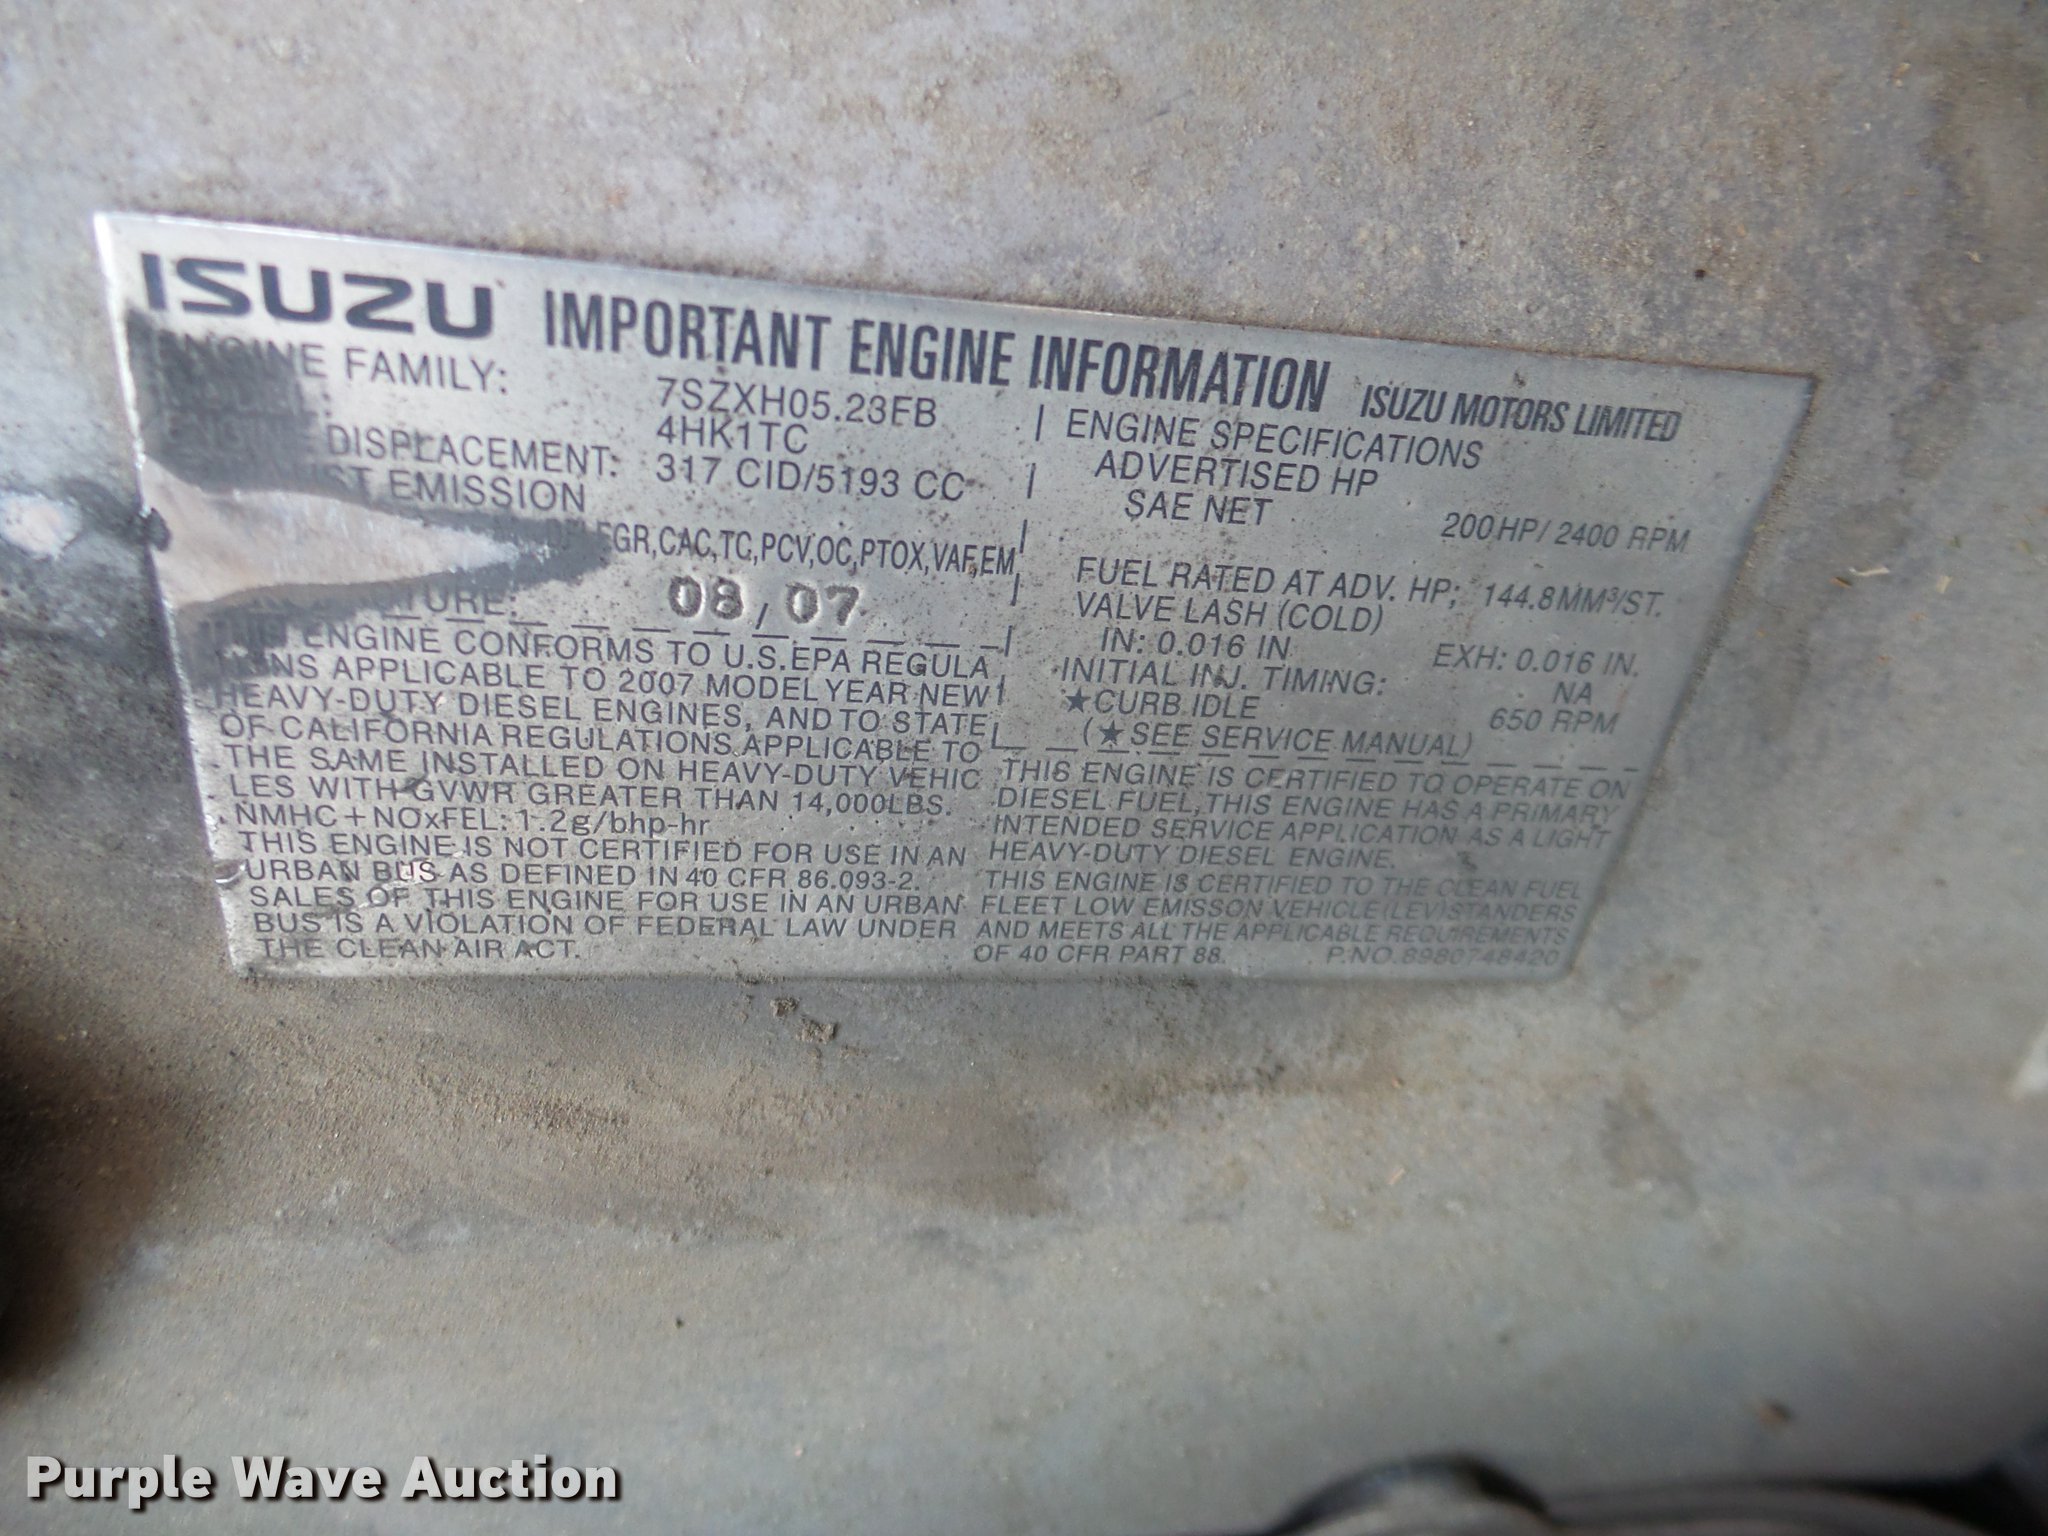 ISUZU IMPORTANT ENGINE INFORMATION ISUZU MOTORS LIMITED
ENGINE FAMILY: 7SZXH05.23FB
4HK1TC
ENGINE DISPLACEMENT: 317 CID/5193 CC
EMISSION
EGR,CAC,TC,PCV,OC,PTOX,VAF,EM
08, 07
ENGINE CONFORMS TO U.S.EPA REGULA
TIONS APPLICABLE TO 2007 MODEL YEAR NEW
HEAVY-DUTY DIESEL ENGINES, AND TO STATE
OF CALIFORNIA REGULATIONS APPLICABLE TO
THE SAME INSTALLED ON HEAVY-DUTY VEHIC
LES WITH GVWR GREATER THAN 14,000LBS.
NMHC+NOxFEL: 1.2g/bhp-hr
THIS ENGINE IS NOT CERTIFIED FOR USE IN AN
URBAN BUS AS DEFINED IN 40 CFR 86.093-2.
SALES OF THIS ENGINE FOR USE IN AN URBAN
BUS IS A VIOLATION OF FEDERAL LAW UNDER
THE CLEAN AIR ACT.
ENGINE SPECIFICATIONS
ADVERTISED HP
SAE NET 200HP/2400 RPM
FUEL RATED AT ADV. HP; 144.8MM³/ST.
VALVE LASH (COLD)
IN: 0.016 IN EXH: 0.016 IN.
INITIAL INJ. TIMING: NA
★CURB IDLE 650 RPM
(★SEE SERVICE MANUAL)
THIS ENGINE IS CERTIFIED TO OPERATE ON
DIESEL FUEL, THIS ENGINE HAS A PRIMARY
INTENDED SERVICE APPLICATION AS A LIGHT
HEAVY-DUTY DIESEL ENGINE.
THIS ENGINE IS CERTIFIED TO THE CLEAN FUEL
FLEET LOW EMISSON VEHICLE(LEV)STANDERS
AND MEETS ALL THE APPLICABLE REQUIREMENTS
OF 40 CFR PART 88. P.NO.8980748420
Purple Wave Auction